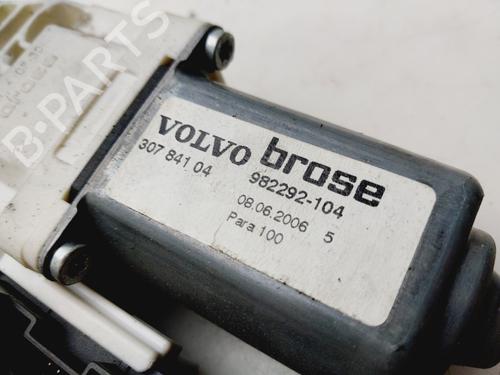 VOLVO brose
307 841 04 982292-104
08.06.2006 5
Para 100
B-PARTS